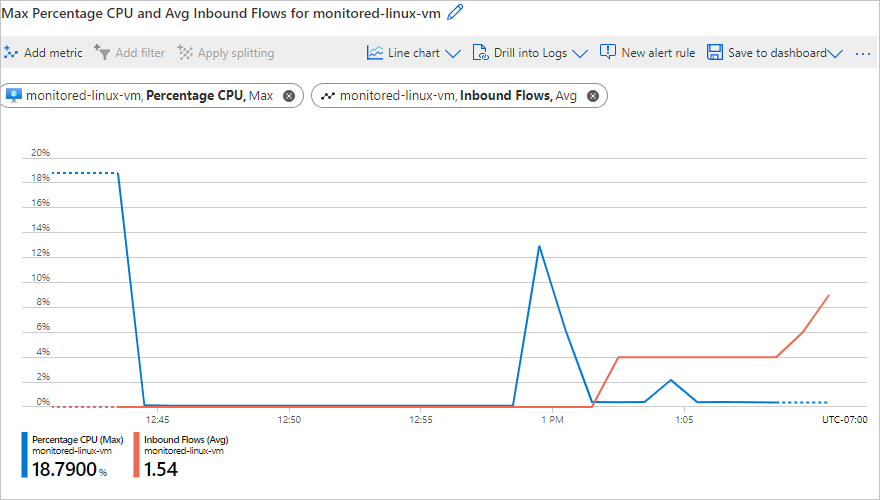 Max Percentage CPU and Avg Inbound Flows for monitored-linux-vm
Add metric Add filter Apply splitting Line chart Drill into Logs New alert rule Save to dashboard ...
monitored-linux-vm, Percentage CPU, Max monitored-linux-vm, Inbound Flows, Avg
20%
18%
16%
14%
12%
10%
8%
6%
4%
2%
0%
12:45 12:50 12:55 1 PM 1:05 UTC-07:00
Percentage CPU (Max) Inbound Flows (Avg)
monitored-linux-vm monitored-linux-vm
18.7900 % 1.54